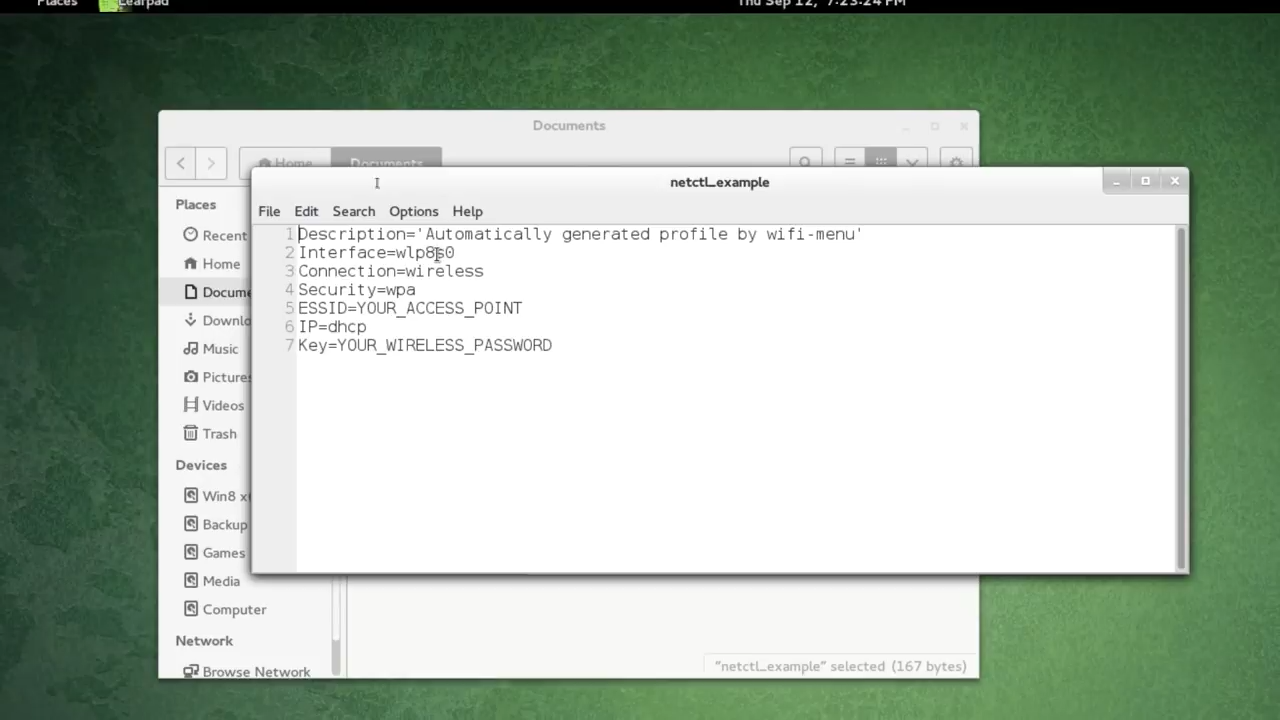 Places Leafpad Thu Sep 12, 7:23:24 PM
Documents
Home Documents
netctl_example
File Edit Search Options Help
1 Description='Automatically generated profile by wifi-menu'
2 Interface=wlp8s0
3 Connection=wireless
4 Security=wpa
5 ESSID=YOUR_ACCESS_POINT
6 IP=dhcp
7 Key=YOUR_WIRELESS_PASSWORD
Places
Recent
Home
Docume
Downlo
Music
Pictures
Videos
Trash
Devices
Win8 x
Backup
Games
Media
Computer
Network
Browse Network
"netctl_example" selected (167 bytes)